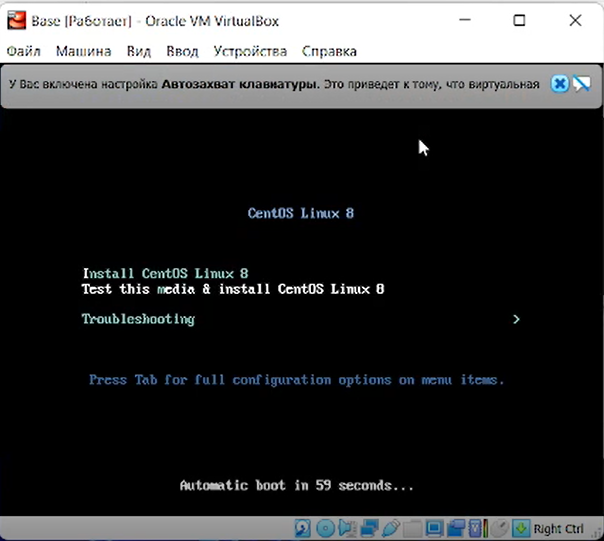 Base [Работает] - Oracle VM VirtualBox
Файл Машина Вид Ввод Устройства Справка
У Вас включена настройка Автозахват клавиатуры. Это приведет к тому, что виртуальная
CentOS Linux 8
Install CentOS Linux 8
Test this media & install CentOS Linux 8
Troubleshooting >
Press Tab for full configuration options on menu items.
Automatic boot in 59 seconds...
Right Ctrl